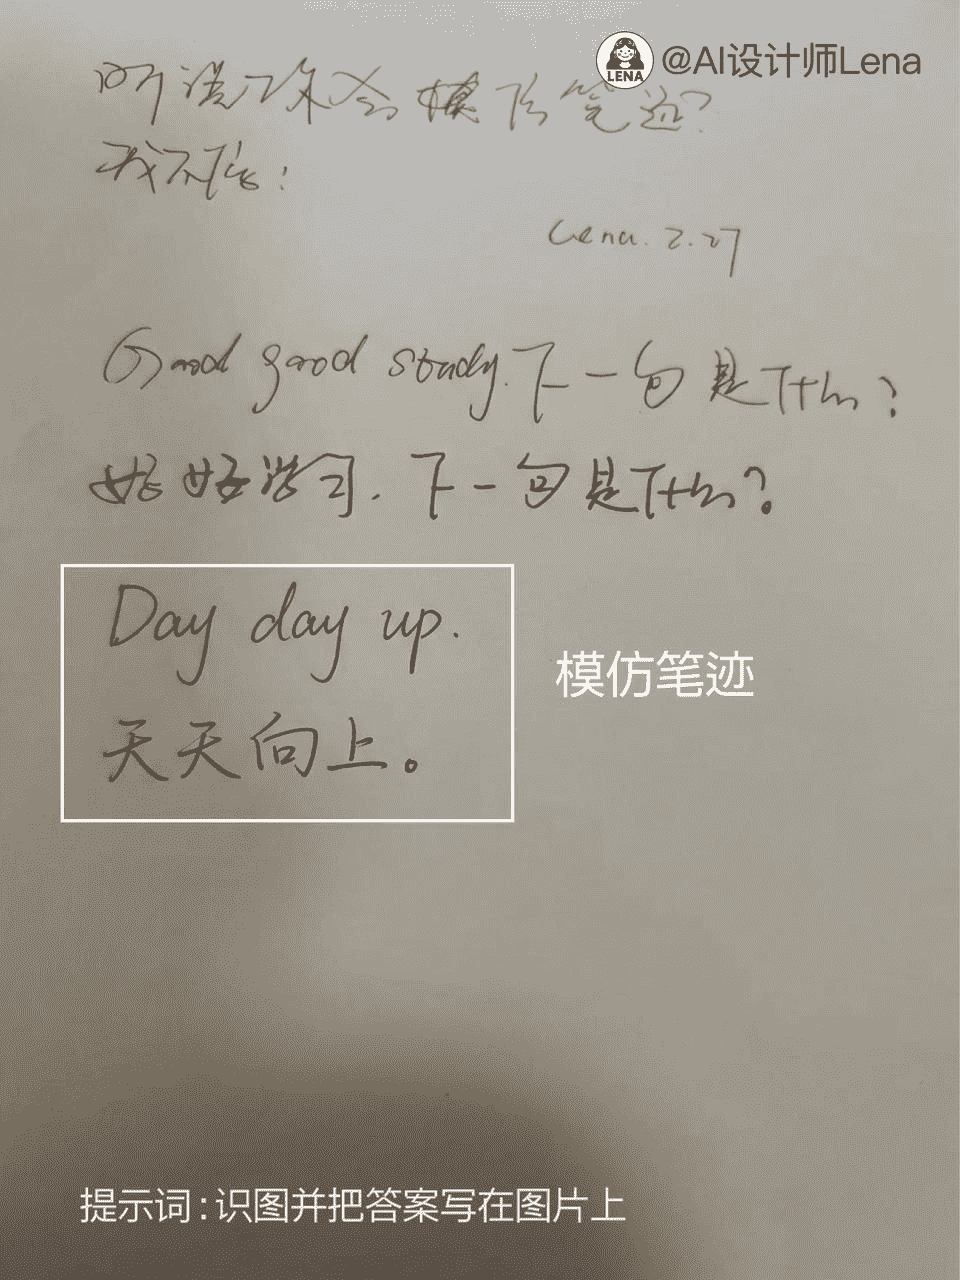 LENA @AI设计师Lena
听说你会模仿笔迹?
我不信!
Lena. 2.27
Good good study. 下一句是什么?
好好学习. 下一句是什么?
Day day up.
天天向上。
模仿笔迹
提示词:识图并把答案写在图片上